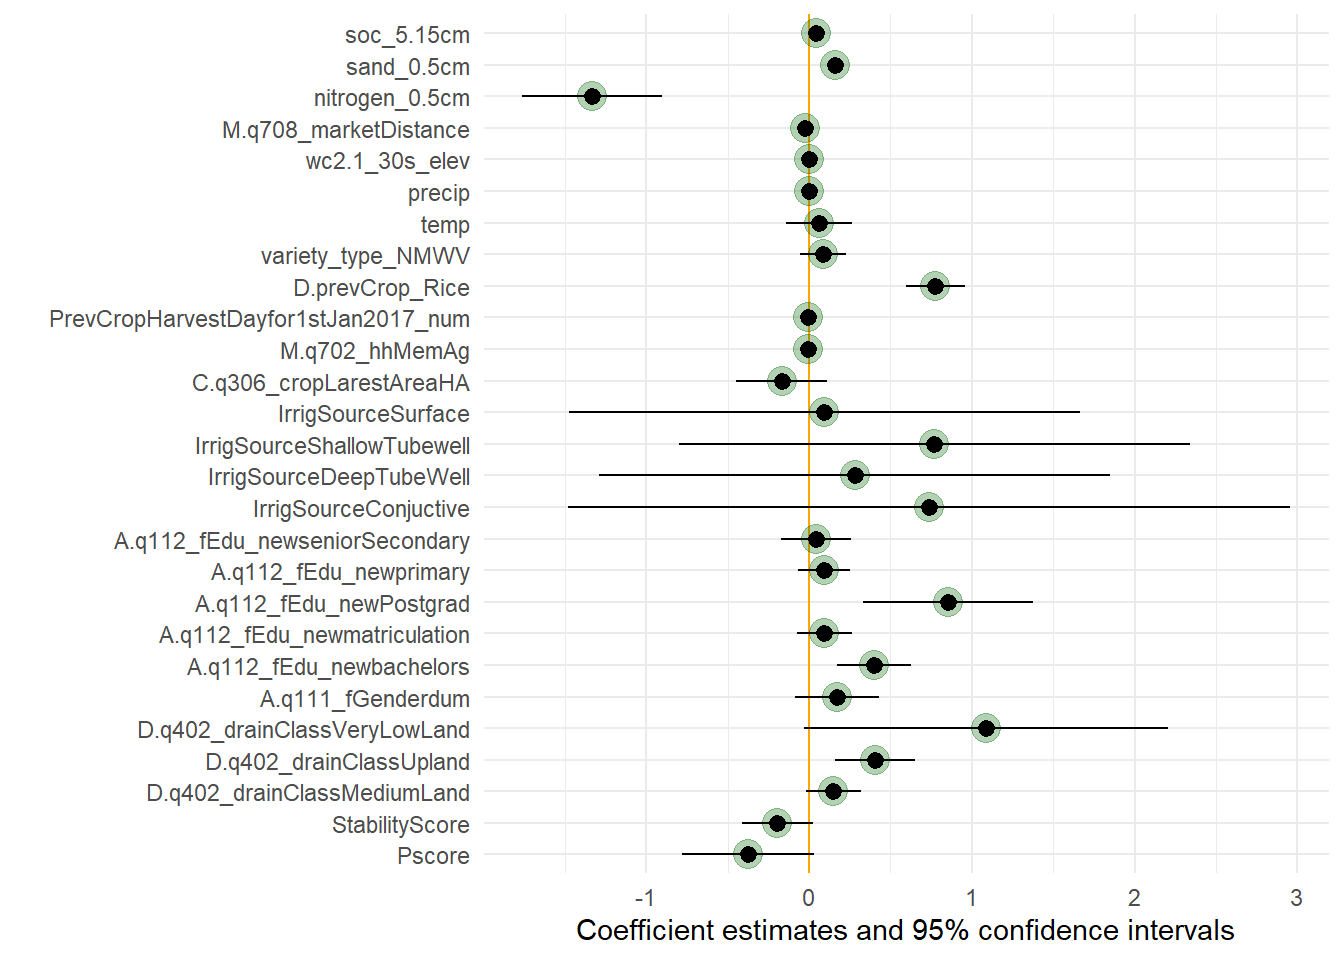 soc_5.15cm
sand_0.5cm
nitrogen_0.5cm
M.q708_marketDistance
wc2.1_30s_elev
precip
temp
variety_type_NMWV
D.prevCrop_Rice
PrevCropHarvestDayfor1stJan2017_num
M.q702_hhMemAg
C.q306_cropLarestAreaHA
IrrigSourceSurface
IrrigSourceShallowTubewell
IrrigSourceDeepTubeWell
IrrigSourceConjuctive
A.q112_fEdu_newseniorSecondary
A.q112_fEdu_newprimary
A.q112_fEdu_newPostgrad
A.q112_fEdu_newmatriculation
A.q112_fEdu_newbachelors
A.q111_fGenderdum
D.q402_drainClassVeryLowLand
D.q402_drainClassUpland
D.q402_drainClassMediumLand
StabilityScore
Pscore
-1 0 1 2 3
Coefficient estimates and 95% confidence intervals